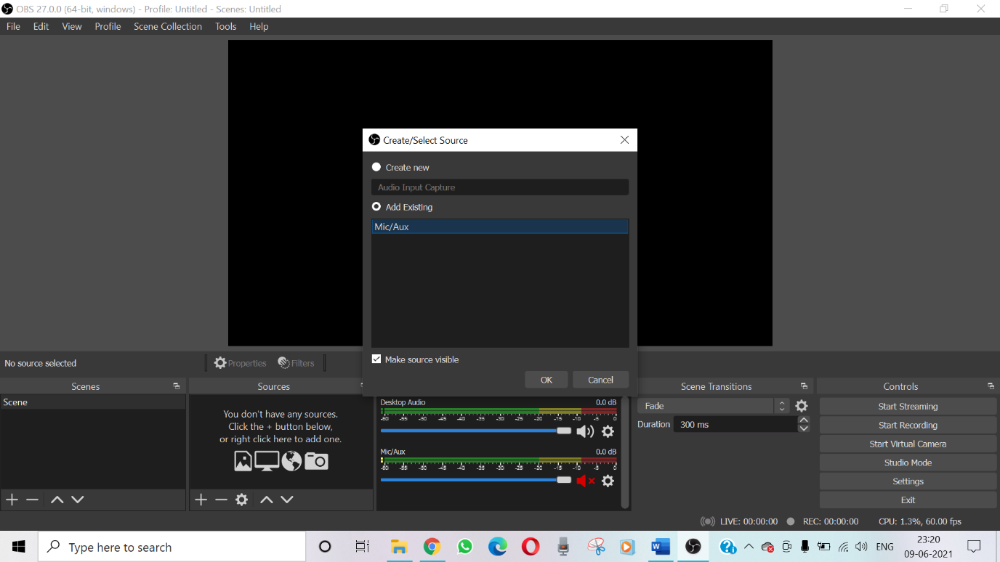 OBS 27.0.0 (64-bit, windows) - Profile: Untitled - Scenes: Untitled
File Edit View Profile Scene Collection Tools Help
Create/Select Source
Create new
Audio Input Capture
Add Existing
Mic/Aux
Make source visible
OK Cancel
No source selected Properties Filters
Scenes
Scene
Sources
You don't have any sources.
Click the + button below,
or right click here to add one.
Desktop Audio 0.0 dB
-60 -55 -50 -45 -40 -35 -30 -25 -20 -15 -10 -5 0
Mic/Aux 0.0 dB
-60 -55 -50 -45 -40 -35 -30 -25 -20 -15 -10 -5 0
Scene Transitions
Fade
Duration 300 ms
Controls
Start Streaming
Start Recording
Start Virtual Camera
Studio Mode
Settings
Exit
LIVE: 00:00:00 REC: 00:00:00 CPU: 1.3%, 60.00 fps
Type here to search
ENG
23:20
09-06-2021